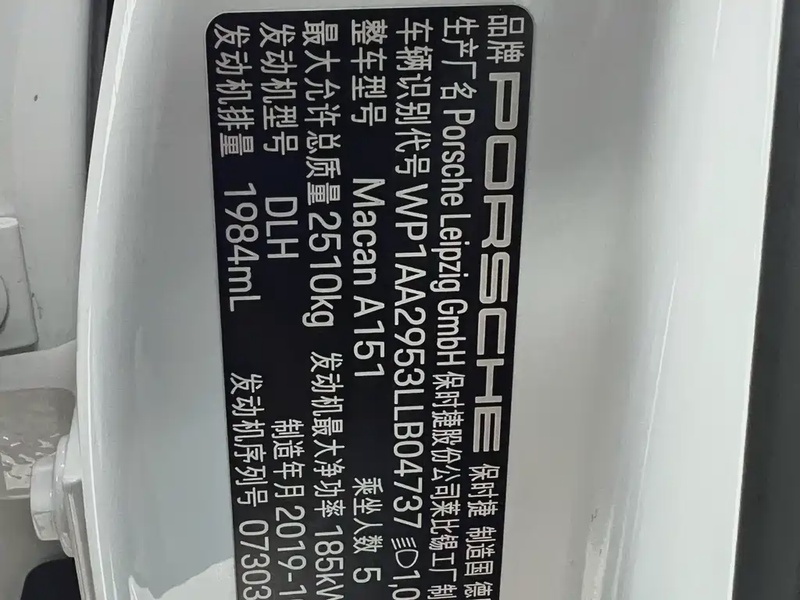 品牌 PORSCHE 保时捷 制造国 德
生产厂名 Porsche Leipzig GmbH 保时捷股份公司莱比锡工厂制
车辆识别代号 WP1AA2953LLB04737 1,0
整车型号 Macan A151 乘坐人数 5
最大允许总质量 2510kg 发动机最大净功率 185kW
发动机型号 DLH 制造年月 2019-1
发动机排量 1984mL 发动机序列号 07303